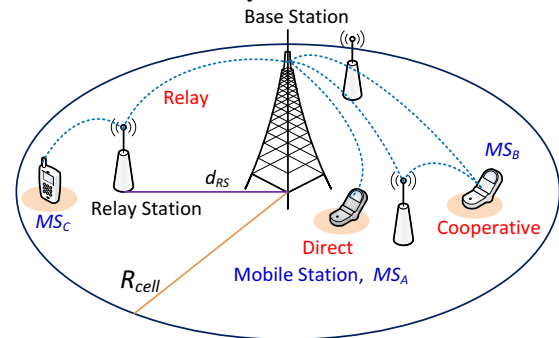 Base Station
Relay
MS_B
d_RS
MS_C
Relay Station
Direct
Cooperative
R_cell
Mobile Station, MS_A